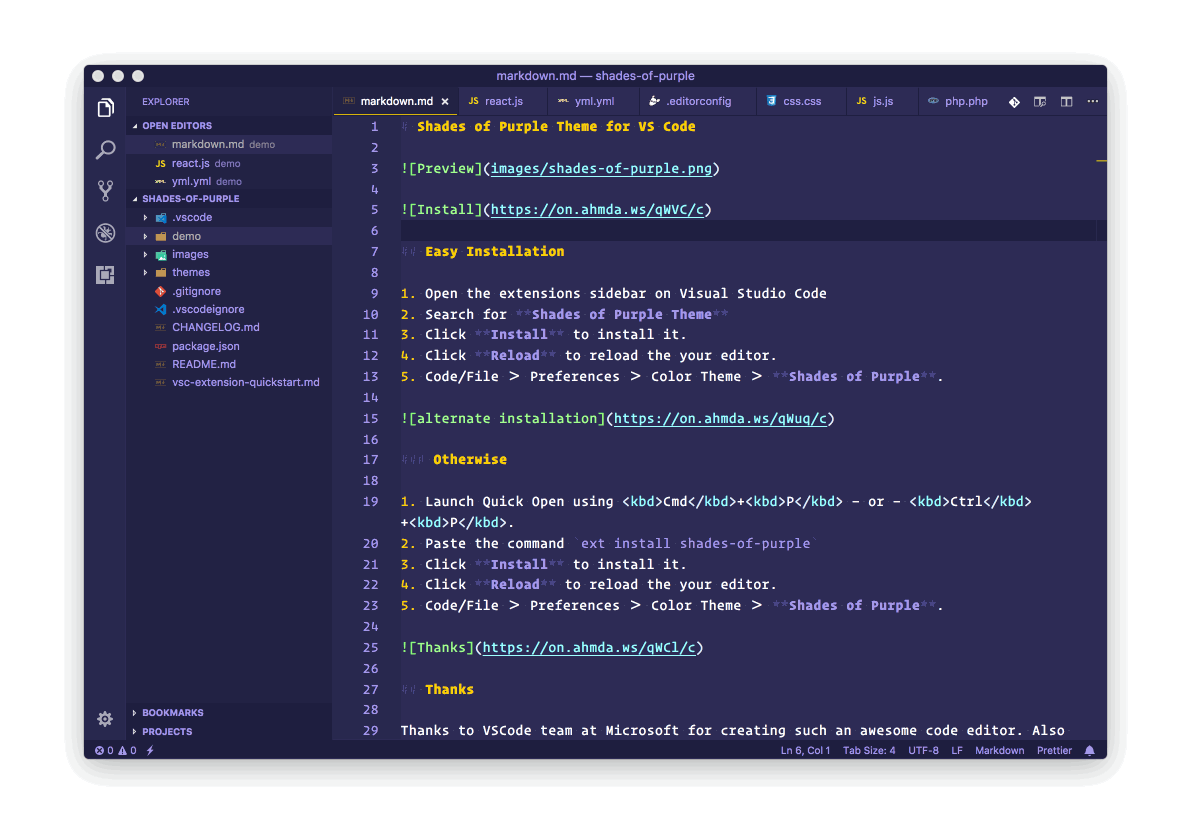 markdown.md — shades-of-purple
EXPLORER
OPEN EDITORS
markdown.md demo
JS react.js demo
yml.yml demo
SHADES-OF-PURPLE
.vscode
demo
images
themes
.gitignore
.vscodeignore
CHANGELOG.md
package.json
README.md
vsc-extension-quickstart.md
BOOKMARKS
PROJECTS
markdown.md × JS react.js yml.yml .editorconfig css.css JS js.js php.php ...
1 # Shades of Purple Theme for VS Code
2
3 ![Preview](images/shades-of-purple.png)
4
5 ![Install](https://on.ahmda.ws/qWVC/c)
6
7 ## Easy Installation
8
9 1. Open the extensions sidebar on Visual Studio Code
10 2. Search for **Shades of Purple Theme**
11 3. Click **Install** to install it.
12 4. Click **Reload** to reload the your editor.
13 5. Code/File > Preferences > Color Theme > **Shades of Purple**.
14
15 ![alternate installation](https://on.ahmda.ws/qWuq/c)
16
17 ### Otherwise
18
19 1. Launch Quick Open using <kbd>Cmd</kbd>+<kbd>P</kbd> - or - <kbd>Ctrl</kbd>
+<kbd>P</kbd>.
20 2. Paste the command `ext install shades-of-purple`
21 3. Click **Install** to install it.
22 4. Click **Reload** to reload the your editor.
23 5. Code/File > Preferences > Color Theme > **Shades of Purple**.
24
25 ![Thanks](https://on.ahmda.ws/qWCl/c)
26
27 ## Thanks
28
29 Thanks to VSCode team at Microsoft for creating such an awesome code editor. Also
0 0 Ln 6, Col 1 Tab Size: 4 UTF-8 LF Markdown Prettier